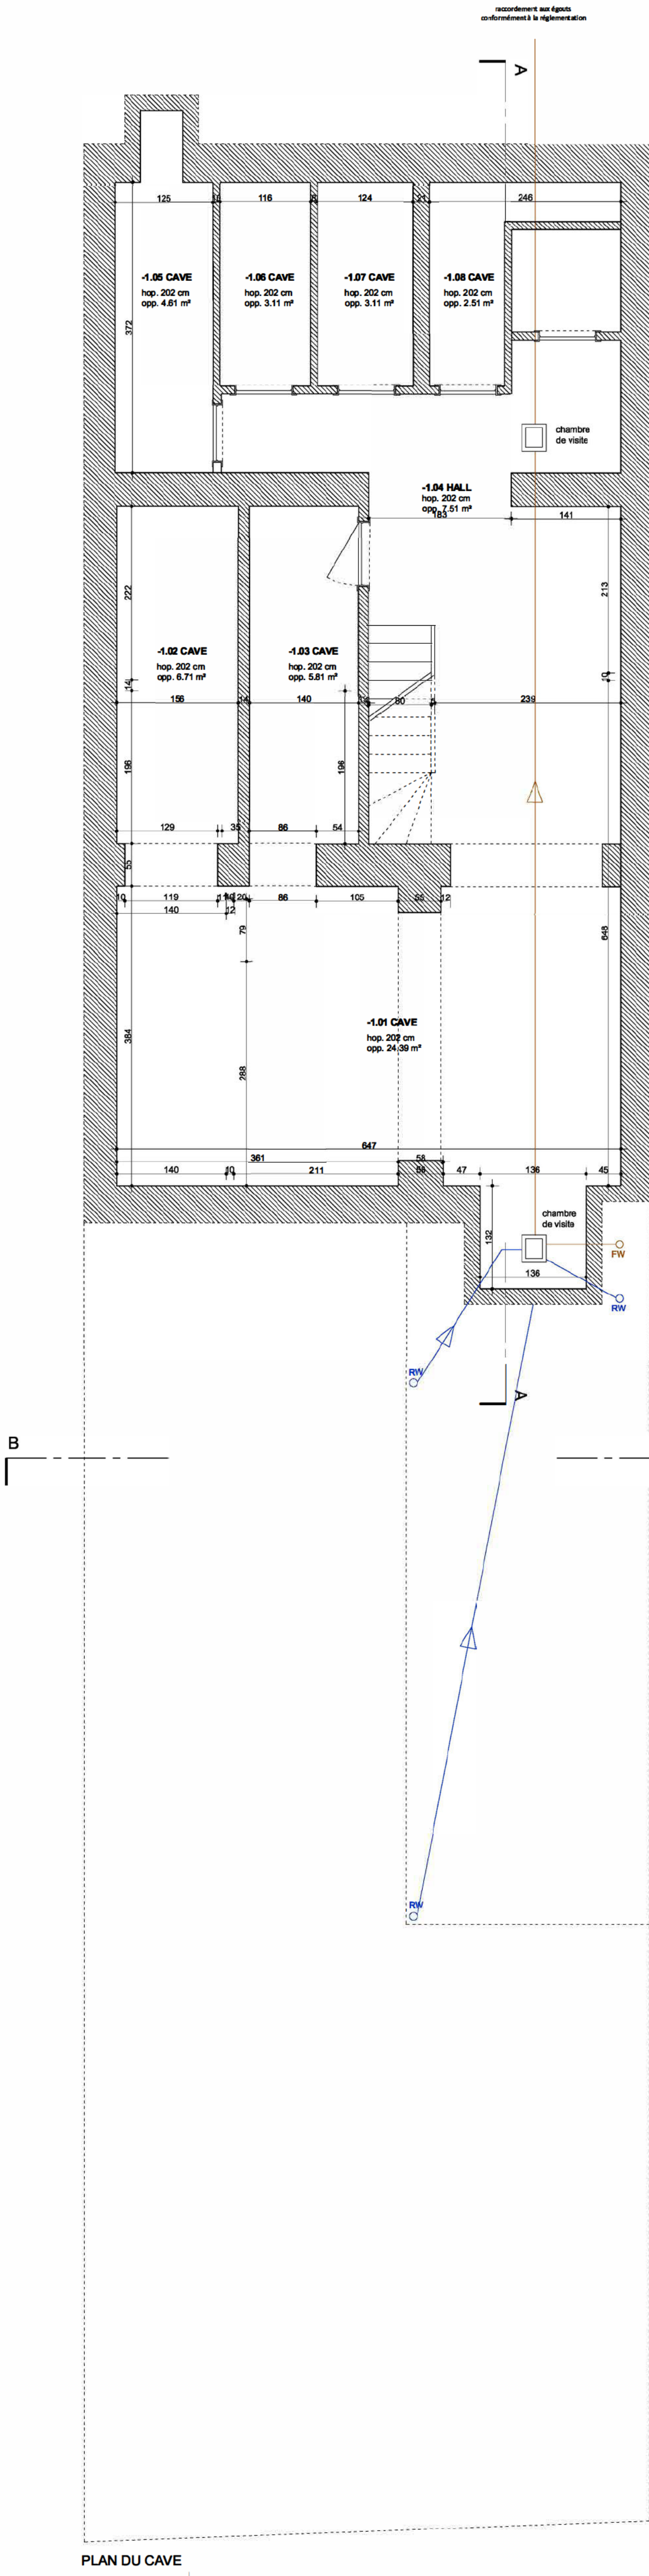 raccordement aux égouts
conformément à la réglementation
A
125
116
124
21
246
-1.05 CAVE
hop. 202 cm
opp. 4.61 m²
-1.06 CAVE
hop. 202 cm
opp. 3.11 m²
-1.07 CAVE
hop. 202 cm
opp. 3.11 m²
-1.08 CAVE
hop. 202 cm
opp. 2.51 m²
372
chambre
de visite
-1.04 HALL
hop. 202 cm
opp. 7.51 m²
183
141
222
213
-1.02 CAVE
hop. 202 cm
opp. 6.71 m²
-1.03 CAVE
hop. 202 cm
opp. 5.81 m²
14
10
156
14
140
80
239
196
196
129
35
86
54
55
10
119
20
86
105
55
12
140
12
79
648
-1.01 CAVE
hop. 202 cm
opp. 24.39 m²
384
288
647
361
58
140
10
211
58
47
136
45
chambre
de visite
132
136
FW
RW
RW
A
B
RW
PLAN DU CAVE